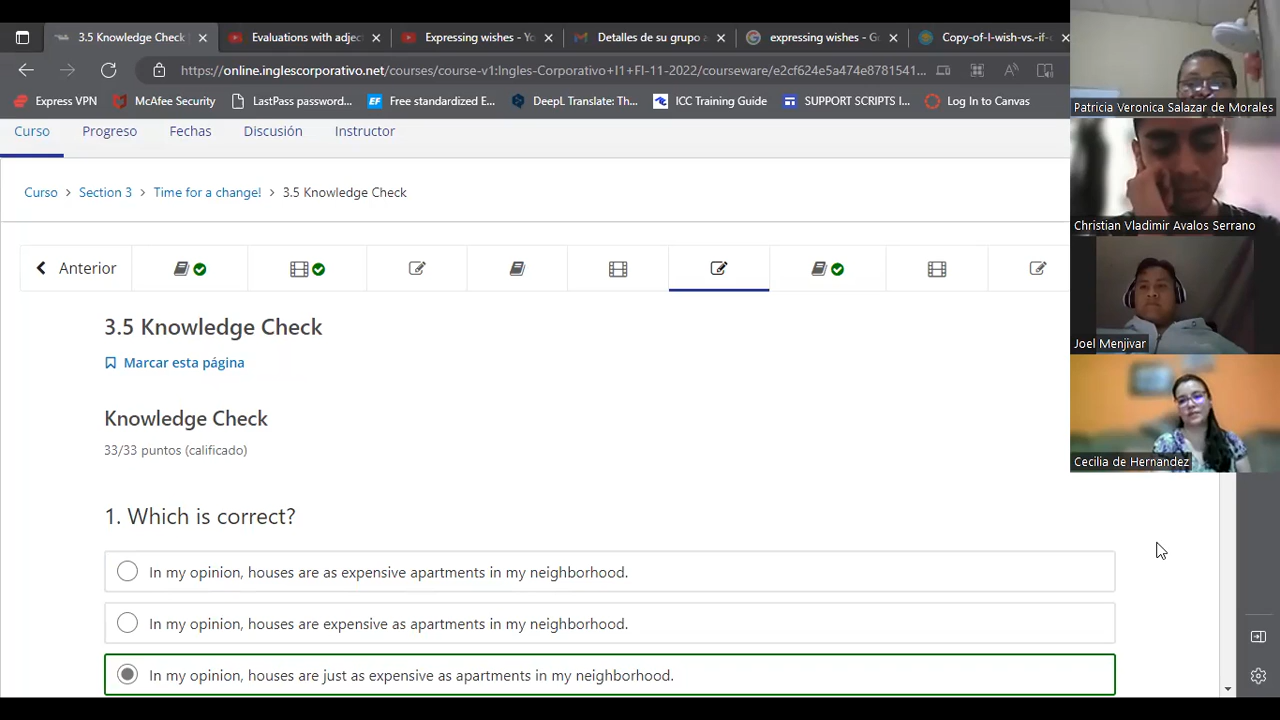 3.5 Knowledge Check
Evaluations with adjec
Expressing wishes - Yo
Detalles de su grupo a
expressing wishes - Go
Copy-of-I-wish-vs.-if-o
https://online.inglescorporativo.net/courses/course-v1:Ingles-Corporativo+I1+FI-11-2022/courseware/e2cf624e5a474e8781541...
Express VPN
McAfee Security
LastPass password...
EF
Free standardized E...
DeepL Translate: Th...
ICC Training Guide
SUPPORT SCRIPTS I...
Log In to Canvas
Curso
Progreso
Fechas
Discusión
Instructor
Curso > Section 3 > Time for a change! > 3.5 Knowledge Check
Anterior
3.5 Knowledge Check
Marcar esta página
Knowledge Check
33/33 puntos (calificado)
1. Which is correct?
In my opinion, houses are as expensive apartments in my neighborhood.
In my opinion, houses are expensive as apartments in my neighborhood.
In my opinion, houses are just as expensive as apartments in my neighborhood.
Patricia Veronica Salazar de Morales
Christian Vladimir Avalos Serrano
Joel Menjivar
Cecilia de Hernandez